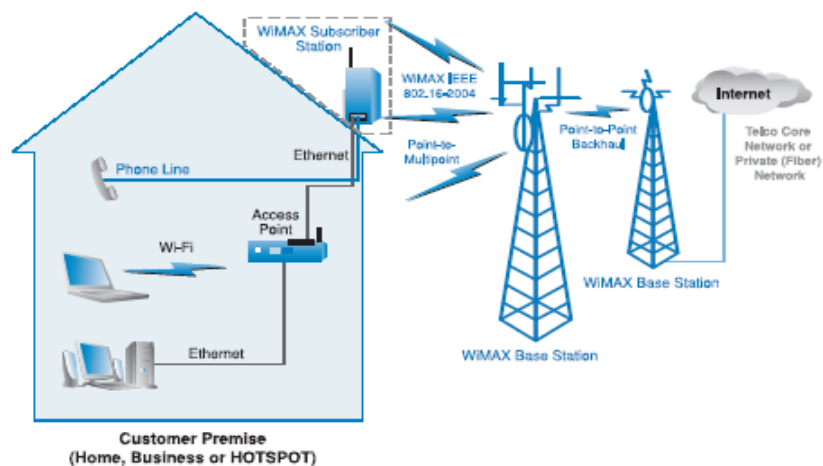 WiMAX Subscriber
Station
WiMAX IEEE
802.16-2004
Internet
Ethernet
Point-to-
Multipoint
Point-to-Point
Backhaul
Telco Core
Network or
Private (Fiber)
Network
Phone Line
Access
Point
Wi-Fi
WiMAX Base Station
Ethernet
WiMAX Base Station
Customer Premise
(Home, Business or HOTSPOT)